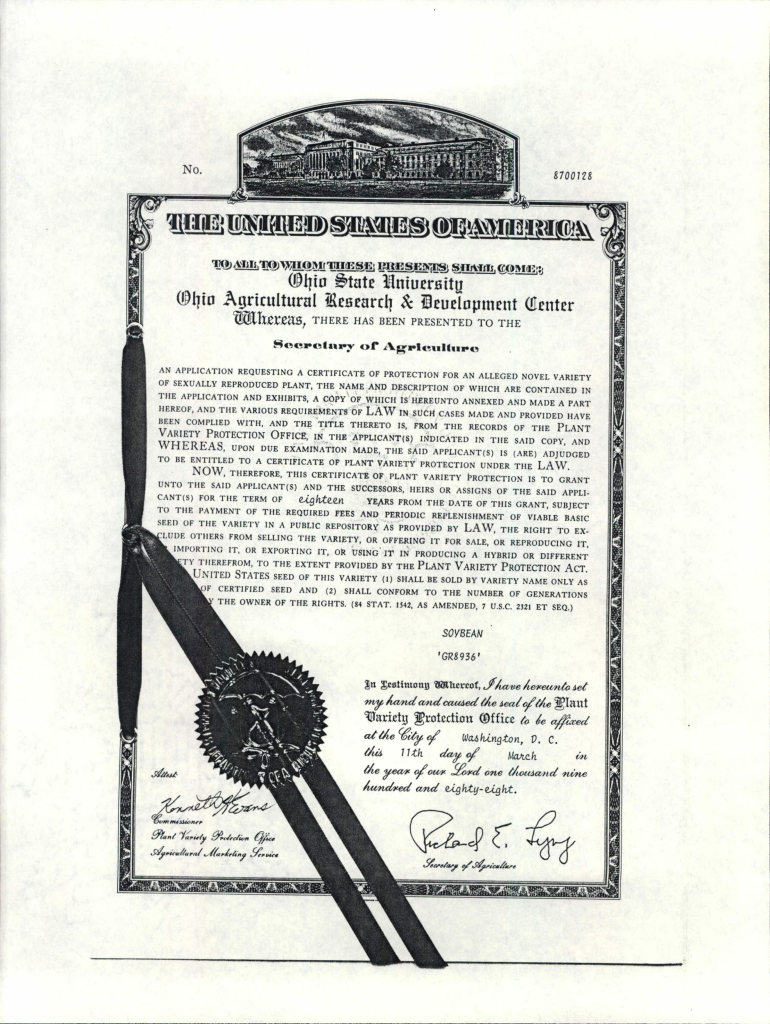 No. 8700128
THE UNITED STATES OF AMERICA
TO ALL TO WHOM THESE PRESENTS SHALL COME:
Ohio State University
Ohio Agricultural Research & Development Center
Whereas, THERE HAS BEEN PRESENTED TO THE
Secretary of Agriculture
AN APPLICATION REQUESTING A CERTIFICATE OF PROTECTION FOR AN ALLEGED NOVEL VARIETY
OF SEXUALLY REPRODUCED PLANT, THE NAME AND DESCRIPTION OF WHICH ARE CONTAINED IN
THE APPLICATION AND EXHIBITS, A COPY OF WHICH IS HEREUNTO ANNEXED AND MADE A PART
HEREOF, AND THE VARIOUS REQUIREMENTS OF LAW IN SUCH CASES MADE AND PROVIDED HAVE
BEEN COMPLIED WITH, AND THE TITLE THERETO IS, FROM THE RECORDS OF THE PLANT
VARIETY PROTECTION OFFICE, IN THE APPLICANT(S) INDICATED IN THE SAID COPY, AND
WHEREAS, UPON DUE EXAMINATION MADE, THE SAID APPLICANT(S) IS (ARE) ADJUDGED
TO BE ENTITLED TO A CERTIFICATE OF PLANT VARIETY PROTECTION UNDER THE LAW.
NOW, THEREFORE, THIS CERTIFICATE OF PLANT VARIETY PROTECTION IS TO GRANT
UNTO THE SAID APPLICANT(S) AND THE SUCCESSORS, HEIRS OR ASSIGNS OF THE SAID APPLI-
CANT(S) FOR THE TERM OF eighteen YEARS FROM THE DATE OF THIS GRANT, SUBJECT
TO THE PAYMENT OF THE REQUIRED FEES AND PERIODIC REPLENISHMENT OF VIABLE BASIC
SEED OF THE VARIETY IN A PUBLIC REPOSITORY AS PROVIDED BY LAW, THE RIGHT TO EX-
CLUDE OTHERS FROM SELLING THE VARIETY, OR OFFERING IT FOR SALE, OR REPRODUCING IT,
IMPORTING IT, OR EXPORTING IT, OR USING IT IN PRODUCING A HYBRID OR DIFFERENT
ETY THEREFROM, TO THE EXTENT PROVIDED BY THE PLANT VARIETY PROTECTION ACT.
UNITED STATES SEED OF THIS VARIETY (1) SHALL BE SOLD BY VARIETY NAME ONLY AS
OF CERTIFIED SEED AND (2) SHALL CONFORM TO THE NUMBER OF GENERATIONS
Y THE OWNER OF THE RIGHTS. (84 STAT. 1542, AS AMENDED, 7 U.S.C. 2321 ET SEQ.)
SOYBEAN
'GR8936'
In Testimony Whereof, I have hereunto set
my hand and caused the seal of the Plant
Variety Protection Office to be affixed
at the City of Washington, D. C.
this 11th day of March in
the year of our Lord one thousand nine
hundred and eighty-eight.
Attest
Kenneth H Evans
Commissioner
Plant Variety Protection Office
Agricultural Marketing Service
Richard E. Lyng
Secretary of Agriculture